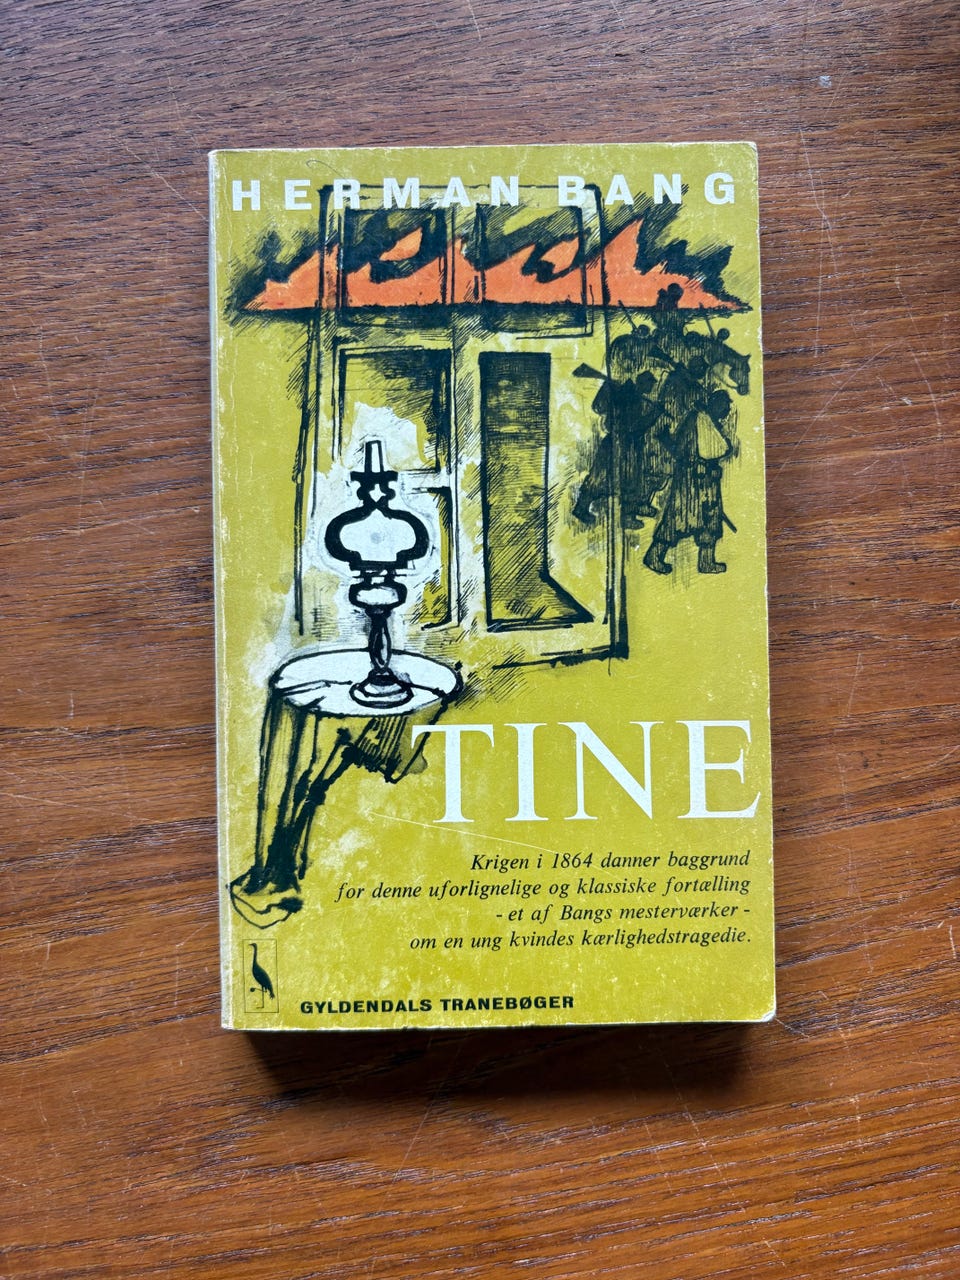 HERMAN BANG
TINE
Krigen i 1864 danner baggrund
for denne uforlignelige og klassiske fortælling
- et af Bangs mesterværker -
om en ung kvindes kærlighedstragedie.
GYLDENDALS TRANEBØGER